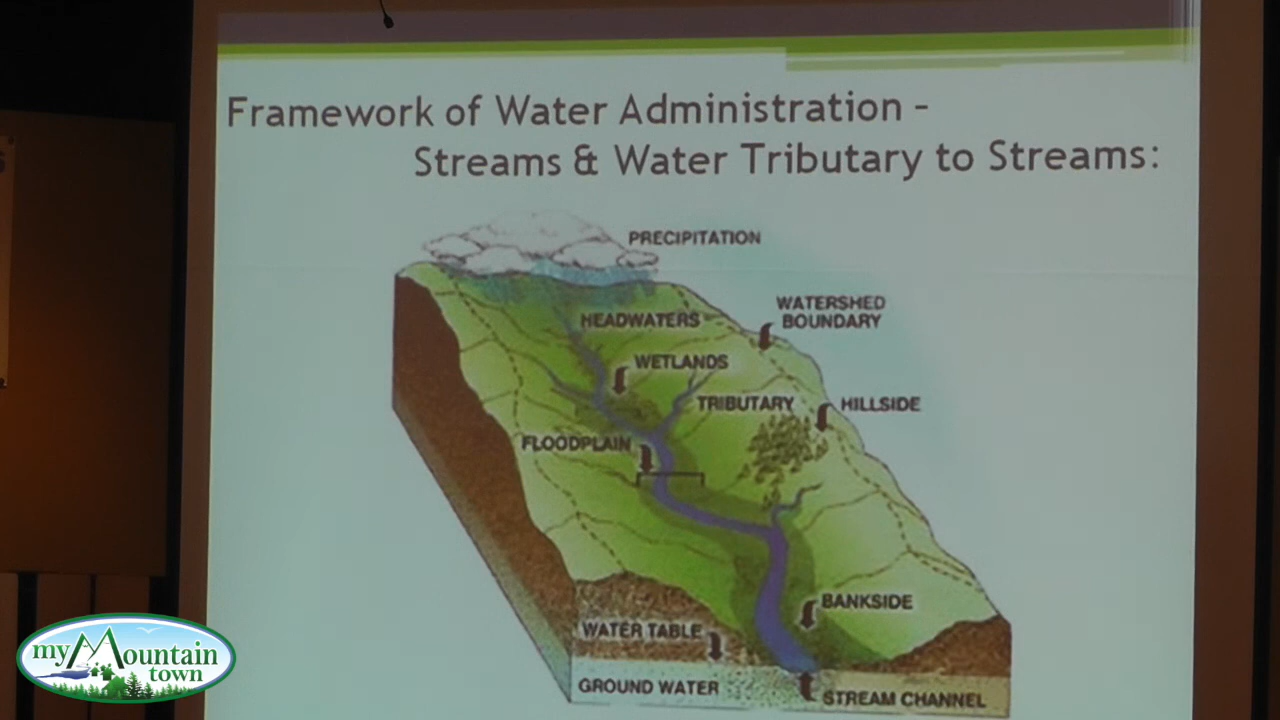 Framework of Water Administration –
Streams & Water Tributary to Streams:
PRECIPITATION
WATERSHED
BOUNDARY
HEADWATERS
WETLANDS
TRIBUTARY
HILLSIDE
FLOODPLAIN
BANKSIDE
WATER TABLE
GROUND WATER
STREAM CHANNEL
my Mountain
town